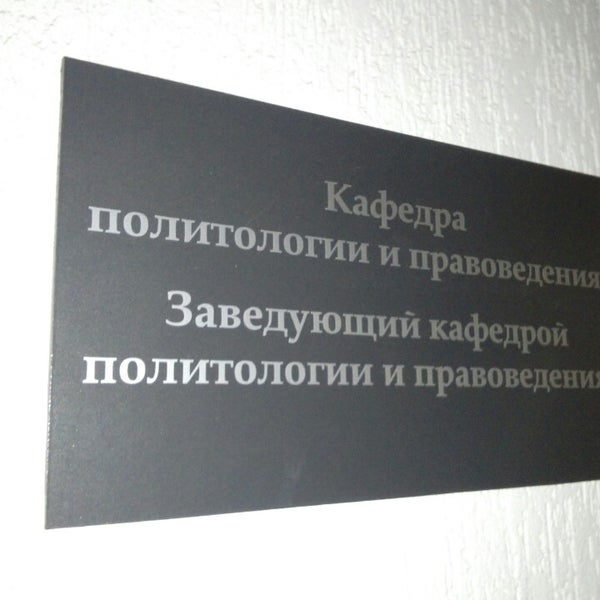 Кафедра
политологии и правоведения
Заведующий кафедрой
политологии и правоведения